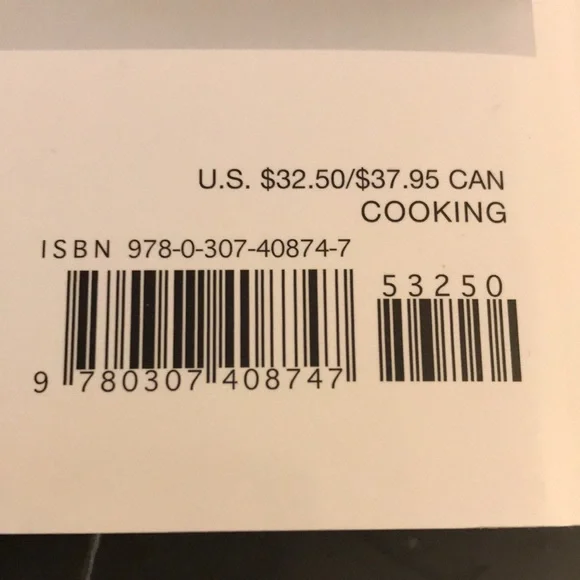 U.S. $32.50/$37.95 CAN
COOKING
ISBN 978-0-307-40874-7
53250
9 780307 408747